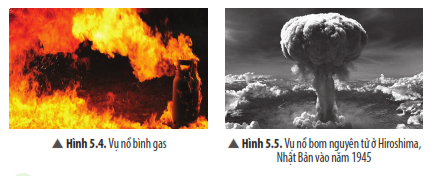 ▲ Hình 5.4. Vụ nổ bình gas
▲ Hình 5.5. Vụ nổ bom nguyên tử ở Hiroshima,
Nhật Bản vào năm 1945